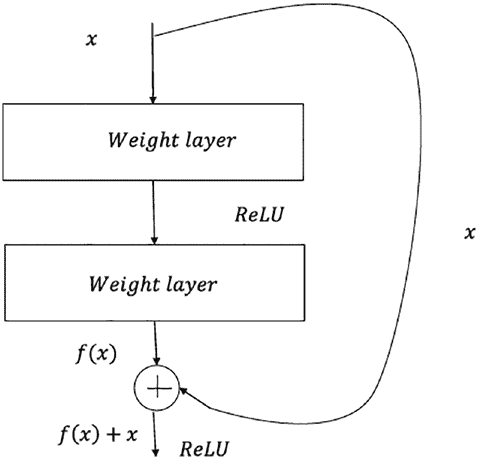 x
Weight layer
ReLU
x
Weight layer
f(x)
f(x) + x
ReLU